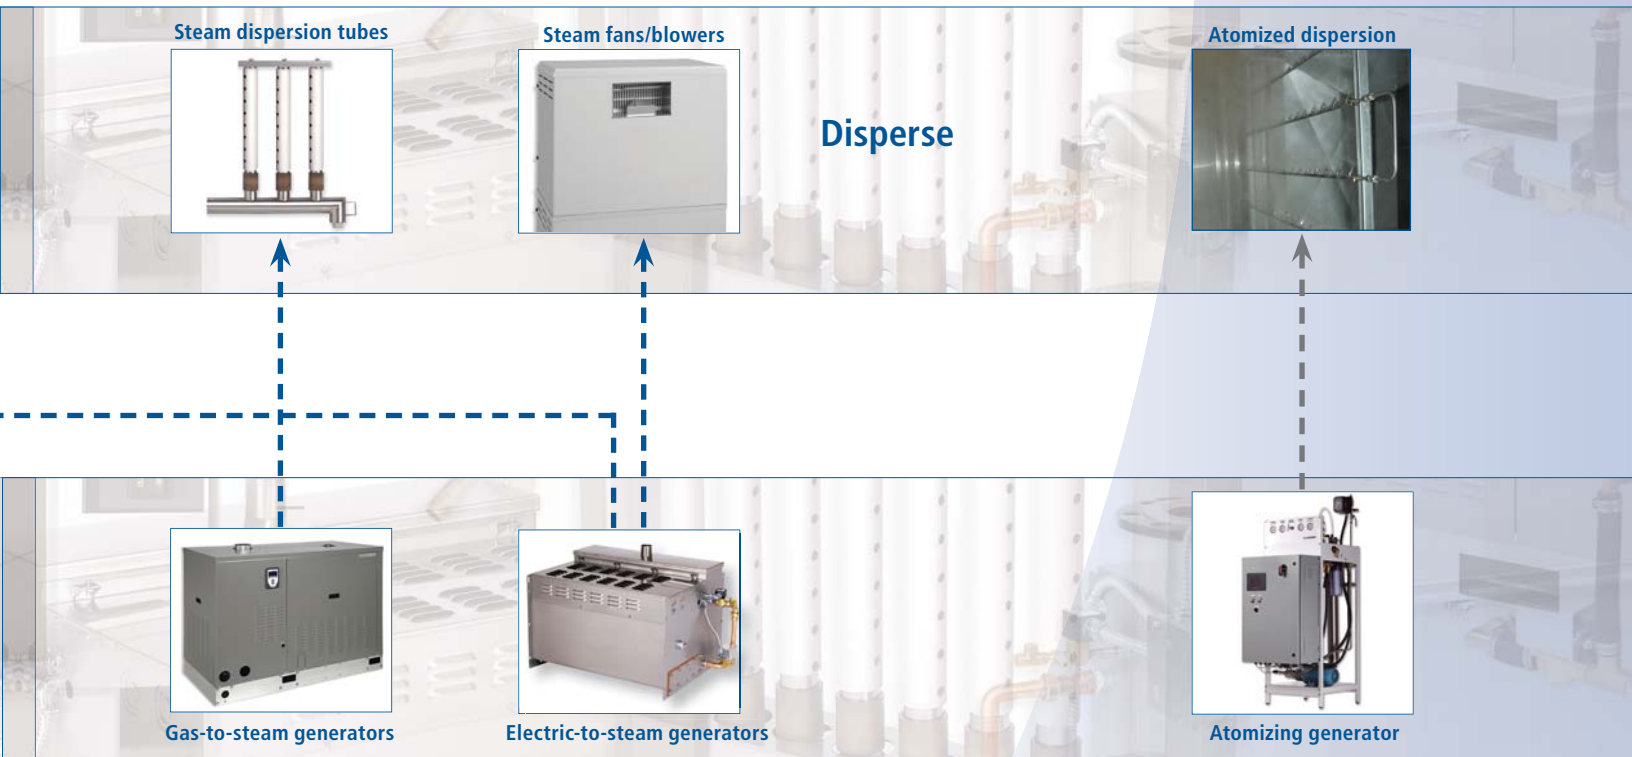 Steam dispersion tubes
Steam fans/blowers
Atomized dispersion
Disperse
Gas-to-steam generators
Electric-to-steam generators
Atomizing generator